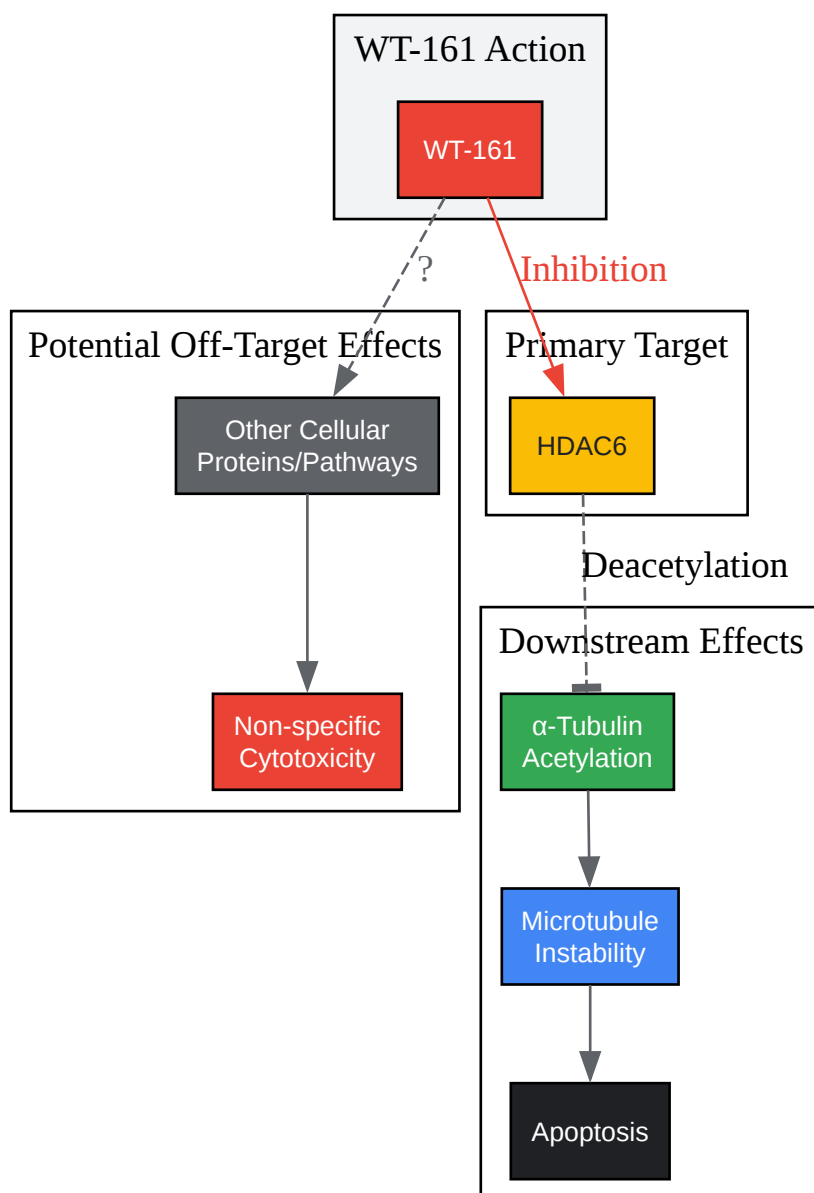 WT-161 Action
WT-161
?
Inhibition
Potential Off-Target Effects
Primary Target
Other Cellular
Proteins/Pathways
HDAC6
Deacetylation
Downstream Effects
Non-specific
Cytotoxicity
α-Tubulin
Acetylation
Microtubule
Instability
Apoptosis